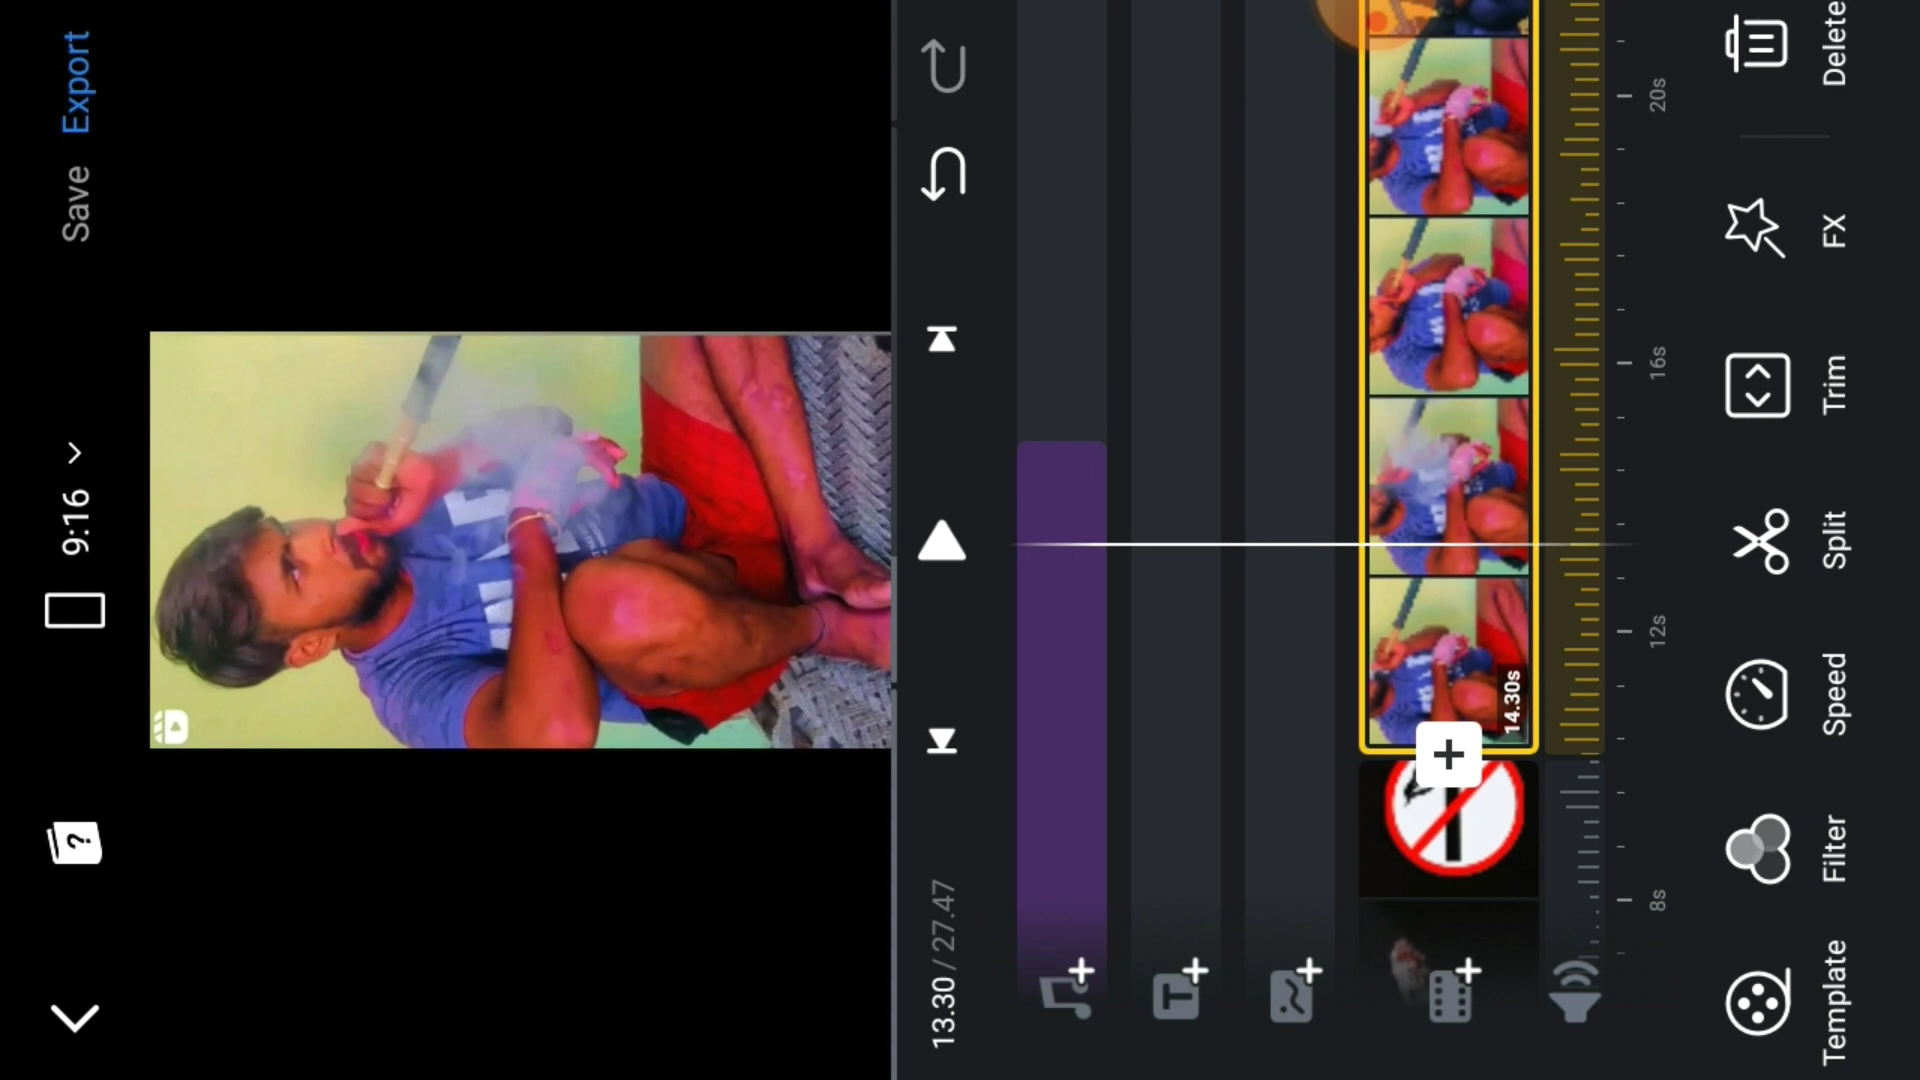 9:16
Save
Export
13.30 / 27.47
8s
12s
16s
20s
14.30s
Template
Filter
Speed
Split
Trim
FX
Delete